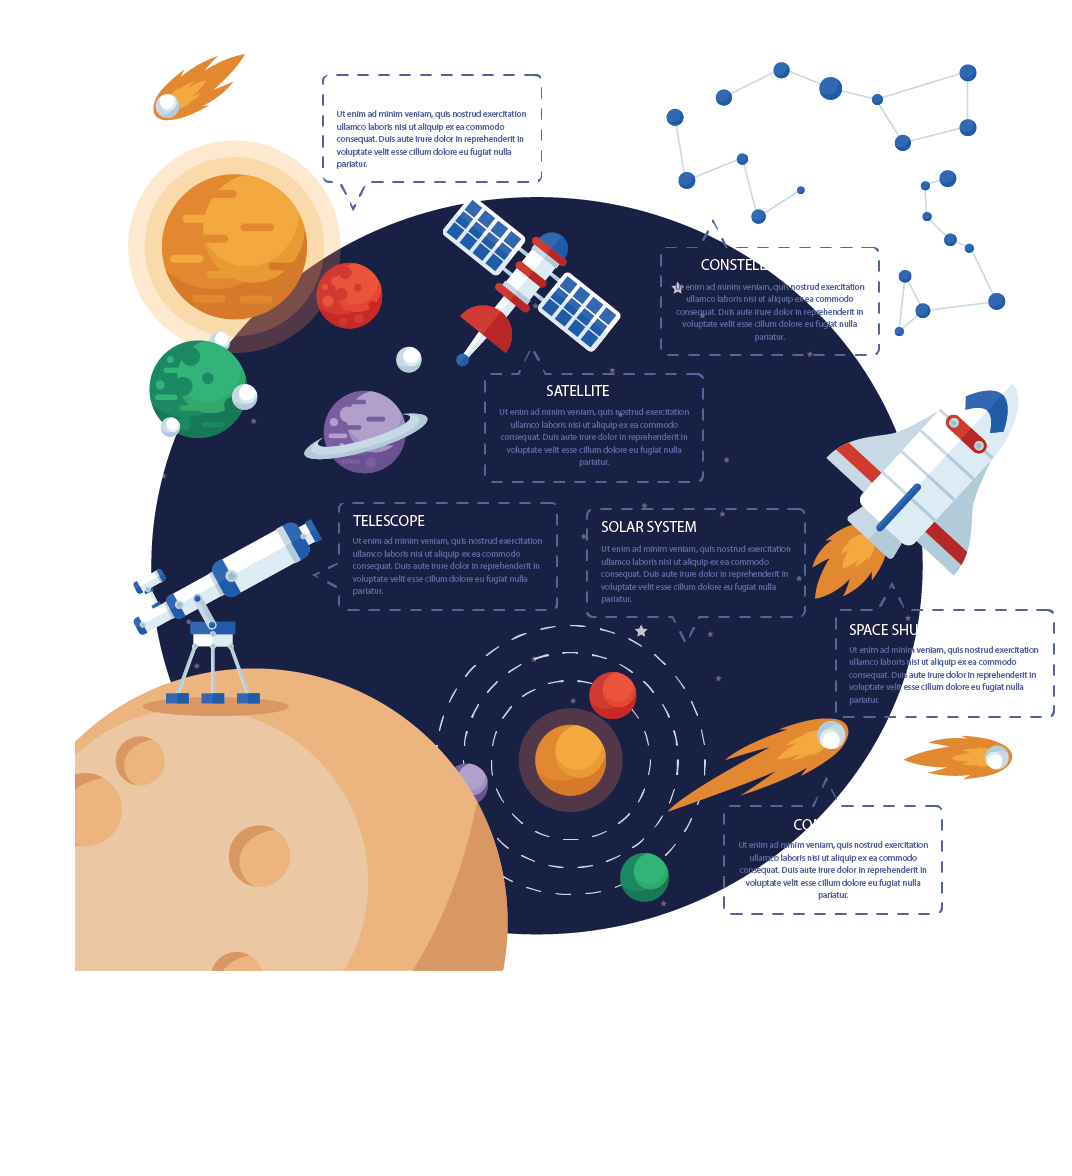 Ut enim ad minim veniam, quis nostrud exercitation
ullamco laboris nisi ut aliquip ex ea commodo
consequat. Duis aute irure dolor in reprehenderit in
voluptate velit esse cillum dolore eu fugiat nulla
pariatur.
CONSTELL
Ut enim ad minim veniam, quis nostrud exercitation
ullamco laboris nisi ut aliquip ex ea commodo
consequat. Duis aute irure dolor in reprehenderit in
voluptate velit esse cillum dolore eu fugiat nulla
pariatur.
SATELLITE
Ut enim ad minim veniam, quis nostrud exercitation
ullamco laboris nisi ut aliquip ex ea commodo
consequat. Duis aute irure dolor in reprehenderit in
voluptate velit esse cillum dolore eu fugiat nulla
pariatur.
TELESCOPE
Ut enim ad minim veniam, quis nostrud exercitation
ullamco laboris nisi ut aliquip ex ea commodo
consequat. Duis aute irure dolor in reprehenderit in
voluptate velit esse cillum dolore eu fugiat nulla
pariatur.
SOLAR SYSTEM
Ut enim ad minim veniam, quis nostrud exercitation
ullamco laboris nisi ut aliquip ex ea commodo
consequat. Duis aute irure dolor in reprehenderit in
voluptate velit esse cillum dolore eu fugiat nulla
pariatur.
SPACE SHU
Ut enim ad minim veniam, quis nostrud exercitation
ullamco laboris nisi ut aliquip ex ea commodo
consequat. Duis aute irure dolor in reprehenderit in
voluptate velit esse cillum dolore eu fugiat nulla
pariatur.
CO
Ut enim ad minim veniam, quis nostrud exercitation
ullamco laboris nisi ut aliquip ex ea commodo
consequat. Duis aute irure dolor in reprehenderit in
voluptate velit esse cillum dolore eu fugiat nulla
pariatur.